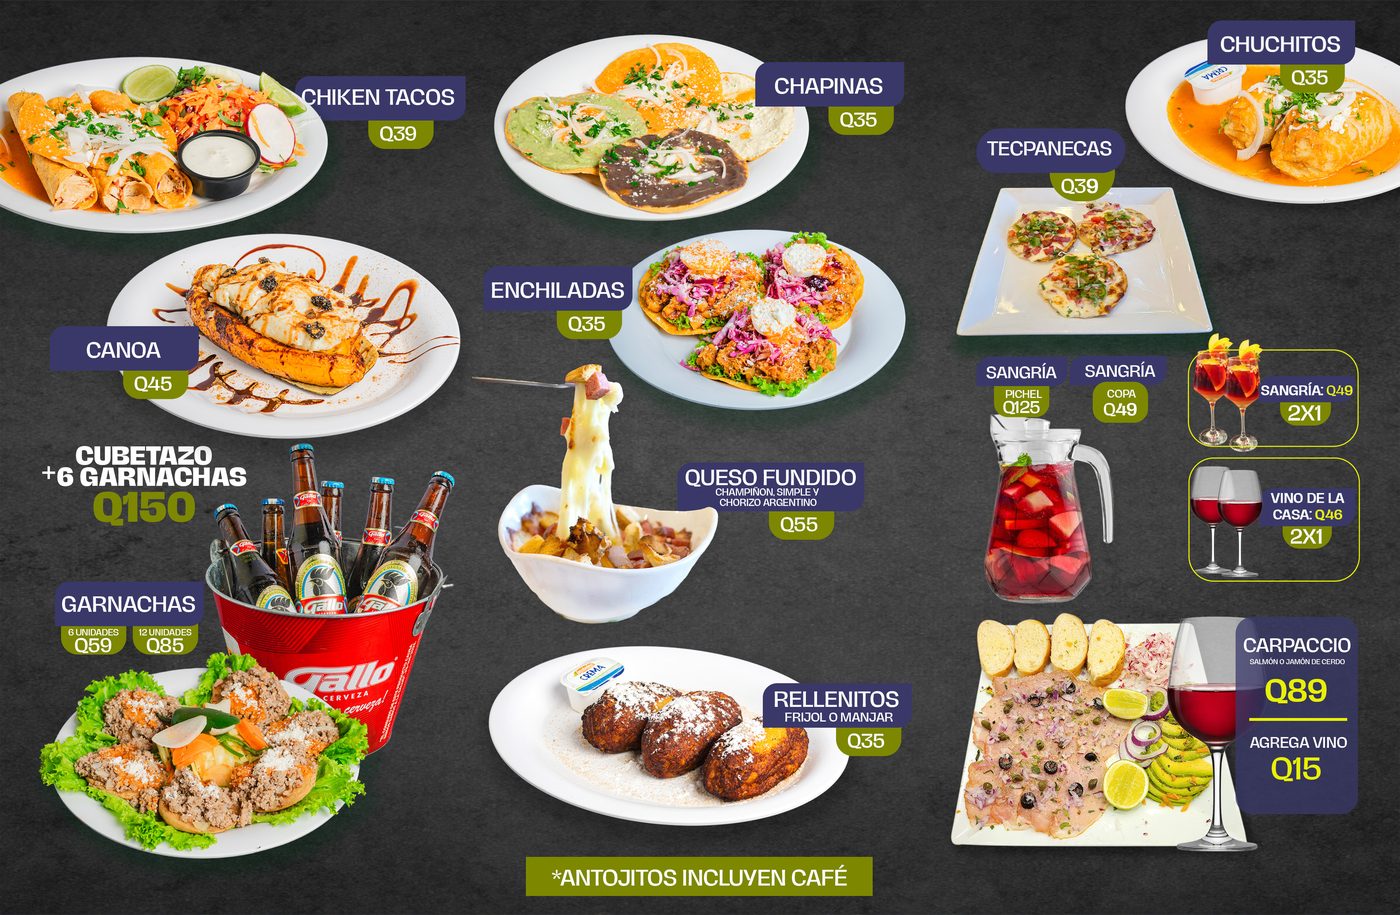 CHIKEN TACOS
Q39
CHAPINAS
Q35
CHUCHITOS
Q35
CREMA
TECPANECAS
Q39
CANOA
Q45
ENCHILADAS
Q35
SANGRÍA
PICHEL
Q125
SANGRÍA
COPA
Q49
SANGRÍA: Q49
2X1
VINO DE LA
CASA: Q46
2X1
CUBETAZO
+6 GARNACHAS
Q150
QUESO FUNDIDO
CHAMPIÑON, SIMPLE Y
CHORIZO ARGENTINO
Q55
GARNACHAS
6 UNIDADES
Q59
12 UNIDADES
Q85
Gallo
Gallo
Gallo
CERVEZA
cerveza!
CREMA
RELLENITOS
FRIJOL O MANJAR
Q35
CARPACCIO
SALMÓN O JAMÓN DE CERDO
Q89
AGREGA VINO
Q15
*ANTOJITOS INCLUYEN CAFÉ